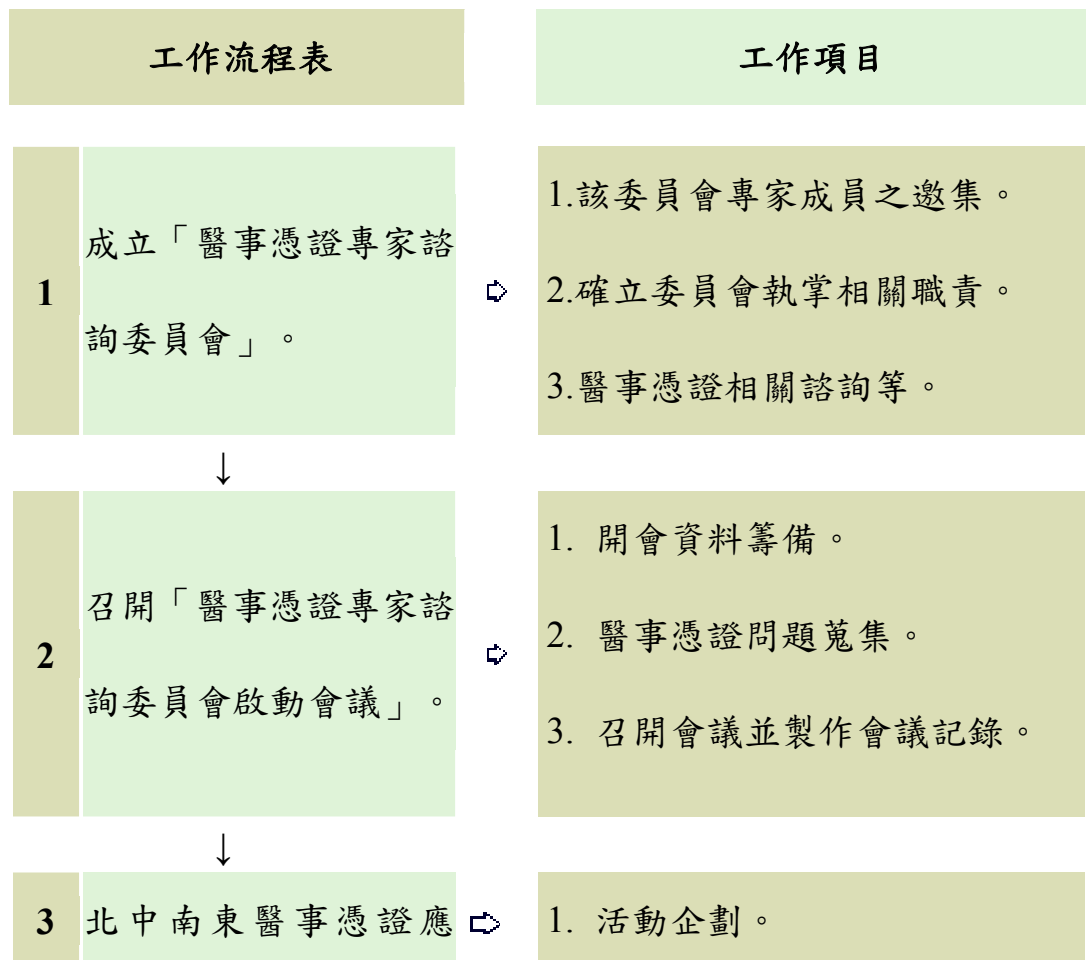 工作流程表
工作項目
1
成立「醫事憑證專家諮
詢委員會」。
1.該委員會專家成員之邀集。
2.確立委員會執掌相關職責。
3.醫事憑證相關諮詢等。
↓
2
召開「醫事憑證專家諮
詢委員會啟動會議」。
1. 開會資料籌備。
2. 醫事憑證問題蒐集。
3. 召開會議並製作會議記錄。
↓
3
北中南東醫事憑證應
1. 活動企劃。